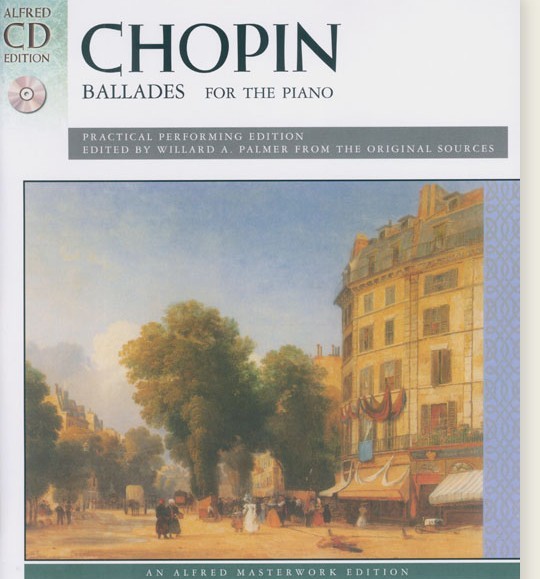 ALFRED
CD
EDITION
CHOPIN
BALLADES FOR THE PIANO
PRACTICAL PERFORMING EDITION
EDITED BY WILLARD A. PALMER FROM THE ORIGINAL SOURCES
AN ALFRED MASTERWORK EDITION